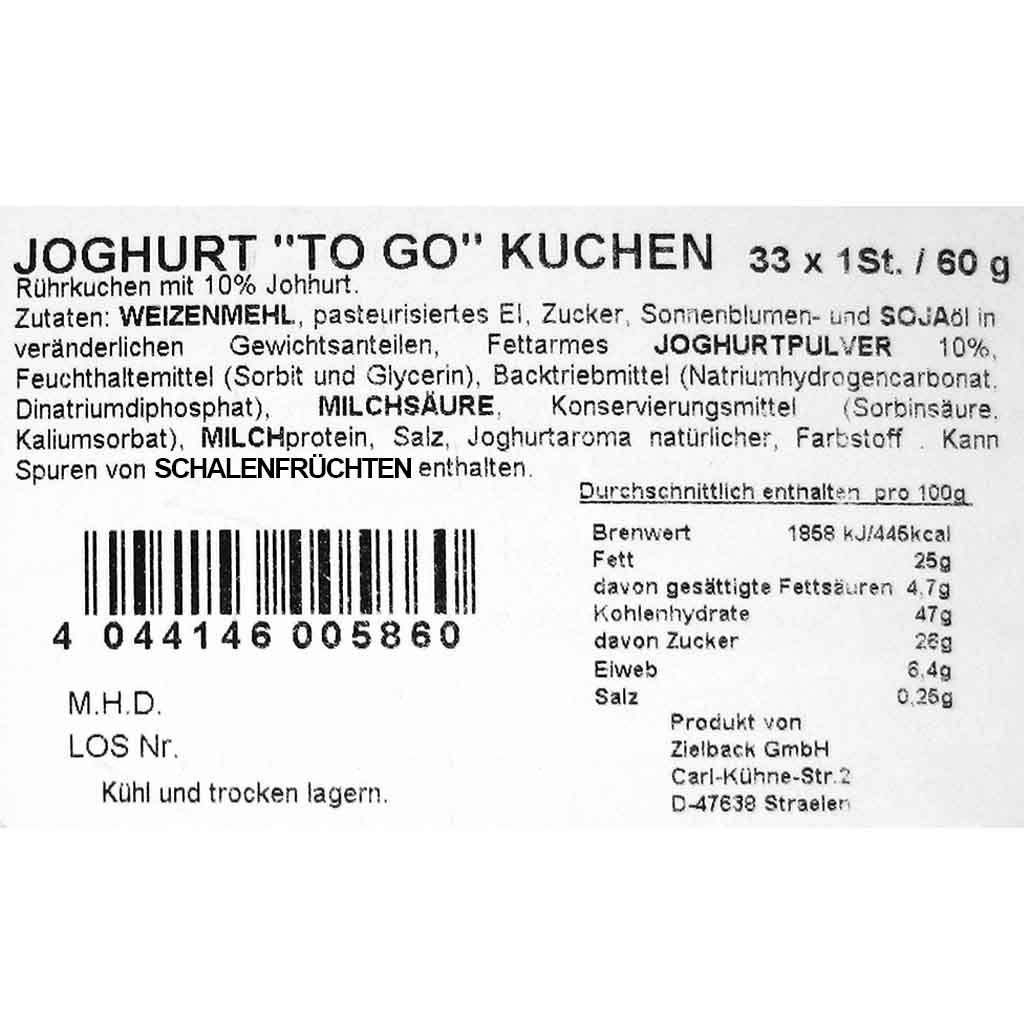 JOGHURT "TO GO" KUCHEN 33 x 1St. / 60 g
Rührkuchen mit 10% Johhurt.
Zutaten: WEIZENMEHL, pasteurisiertes EI, Zucker, Sonnenblumen- und SOJAöl in
veränderlichen Gewichtsanteilen, Fettarmes JOGHURTPULVER 10%,
Feuchthaltemittel (Sorbit und Glycerin), Backtriebmittel (Natriumhydrogencarbonat,
Dinatriumdiphosphat), MILCHSÄURE, Konservierungsmittel (Sorbinsäure,
Kaliumsorbat), MILCHprotein, Salz, Joghurtaroma natürlicher, Farbstoff . Kann
Spuren von SCHALENFRÜCHTEN enthalten.
Durchschnittlich enthalten pro 100g
Brenwert 1858 kJ/445kcal
Fett 25g
davon gesättigte Fettsäuren 4,7g
Kohlenhydrate 47g
davon Zucker 26g
Eiweb 6,4g
Salz 0,25g
4 044146 005860
M.H.D.
LOS Nr.
Kühl und trocken lagern.
Produkt von
Zielback GmbH
Carl-Kühne-Str.2
D-47638 Straelen